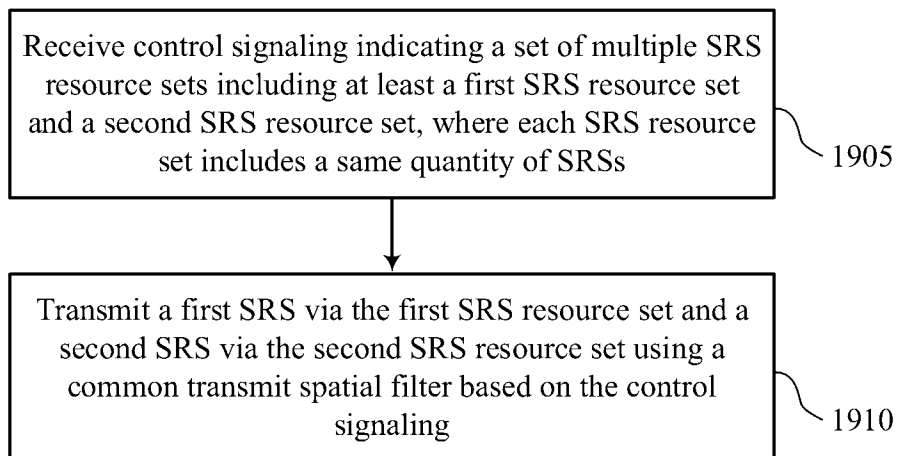 Receive control signaling indicating a set of multiple SRS
resource sets including at least a first SRS resource set
and a second SRS resource set, where each SRS resource
set includes a same quantity of SRSs
1905
Transmit a first SRS via the first SRS resource set and a
second SRS via the second SRS resource set using a
common transmit spatial filter based on the control
signaling
1910